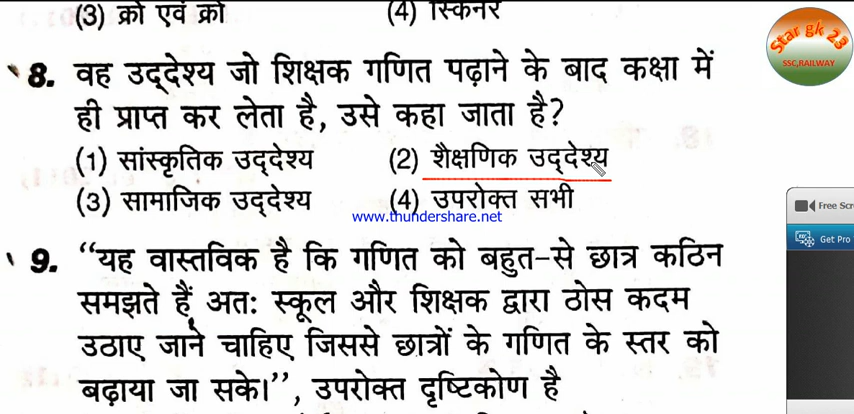 (3) क्रो एवं क्रो (4) स्किनर
Star gk 23
SSC,RAILWAY
8. वह उद्देश्य जो शिक्षक गणित पढ़ाने के बाद कक्षा में
ही प्राप्त कर लेता है, उसे कहा जाता है?
(1) सांस्कृतिक उद्देश्य (2) शैक्षणिक उद्देश्य
(3) सामाजिक उद्देश्य (4) उपरोक्त सभी
www.thundershare.net
Free Scr
Get Pro
9. “यह वास्तविक है कि गणित को बहुत-से छात्र कठिन
समझते हैं, अतः स्कूल और शिक्षक द्वारा ठोस कदम
उठाए जाने चाहिए जिससे छात्रों के गणित के स्तर को
बढ़ाया जा सके।”, उपरोक्त दृष्टिकोण है